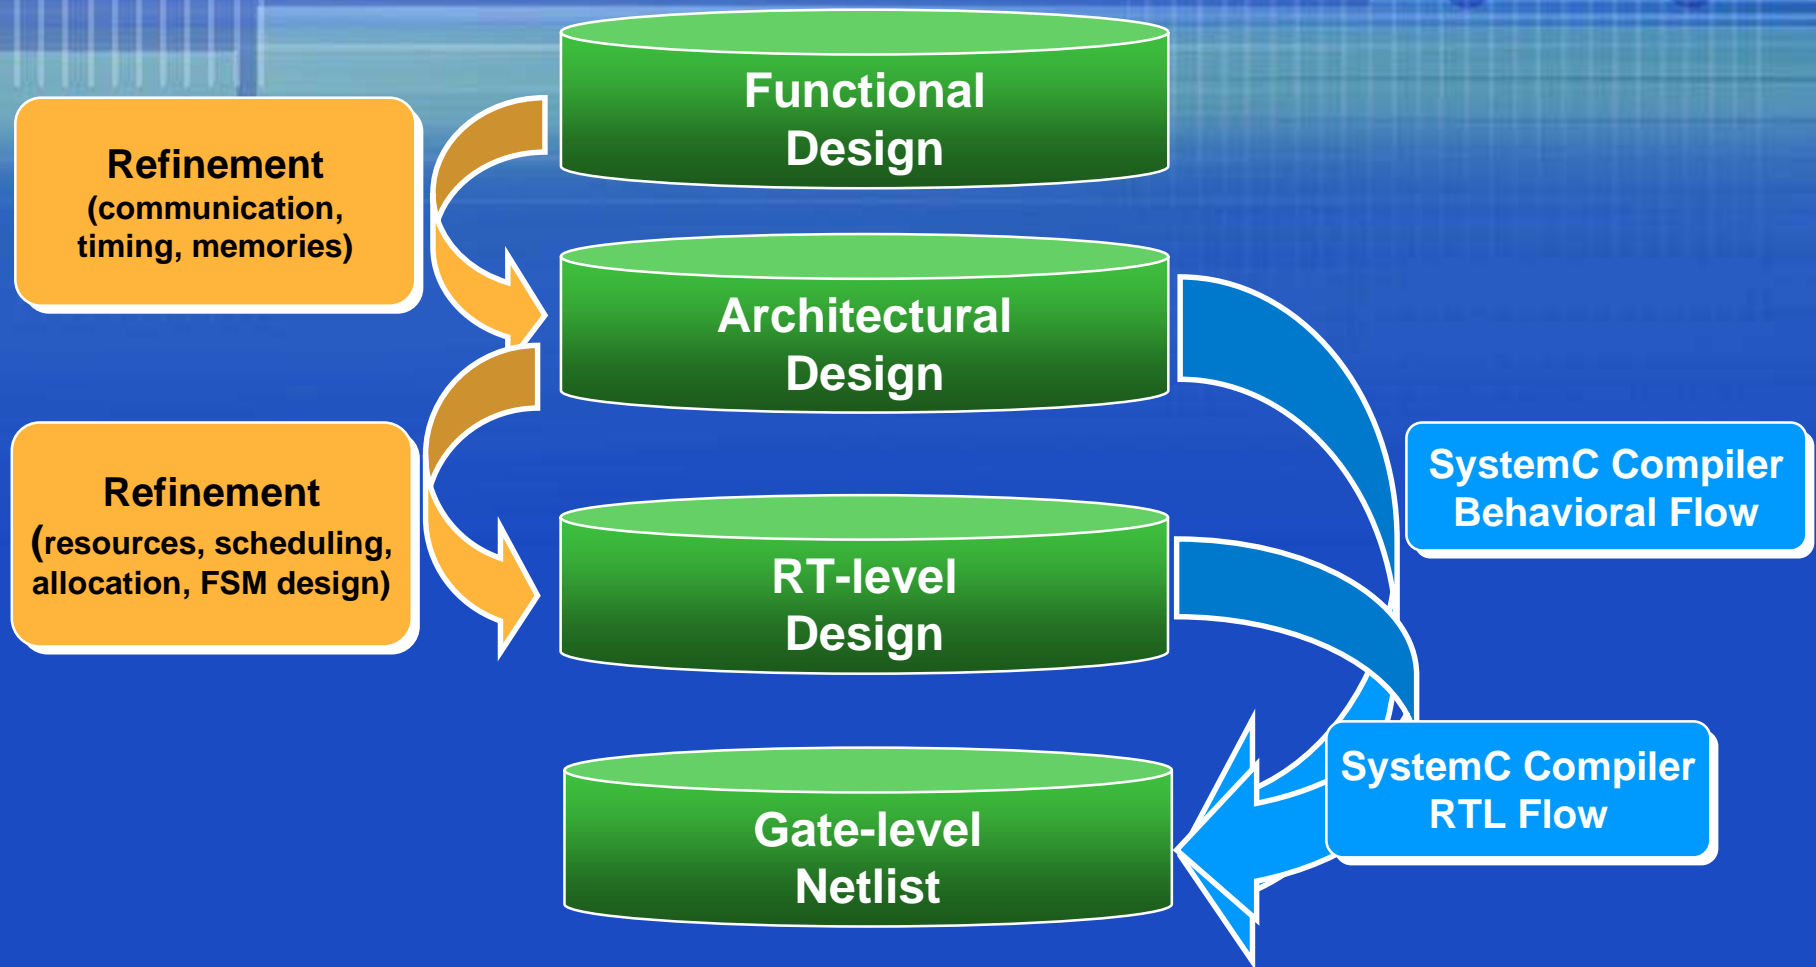 Functional
Design
Refinement
(communication,
timing, memories)
Architectural
Design
SystemC Compiler
Behavioral Flow
Refinement
(resources, scheduling,
allocation, FSM design)
RT-level
Design
SystemC Compiler
RTL Flow
Gate-level
Netlist